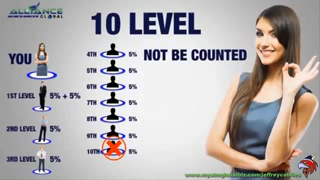 ALLIANCE
GLOBAL
10 LEVEL
NOT BE COUNTED
YOU
1ST LEVEL 5% + 5%
2ND LEVEL 5%
3RD LEVEL 5%
4TH 5%
5TH 5%
6TH 5%
7TH 5%
8TH 5%
9TH 5%
10TH 5%